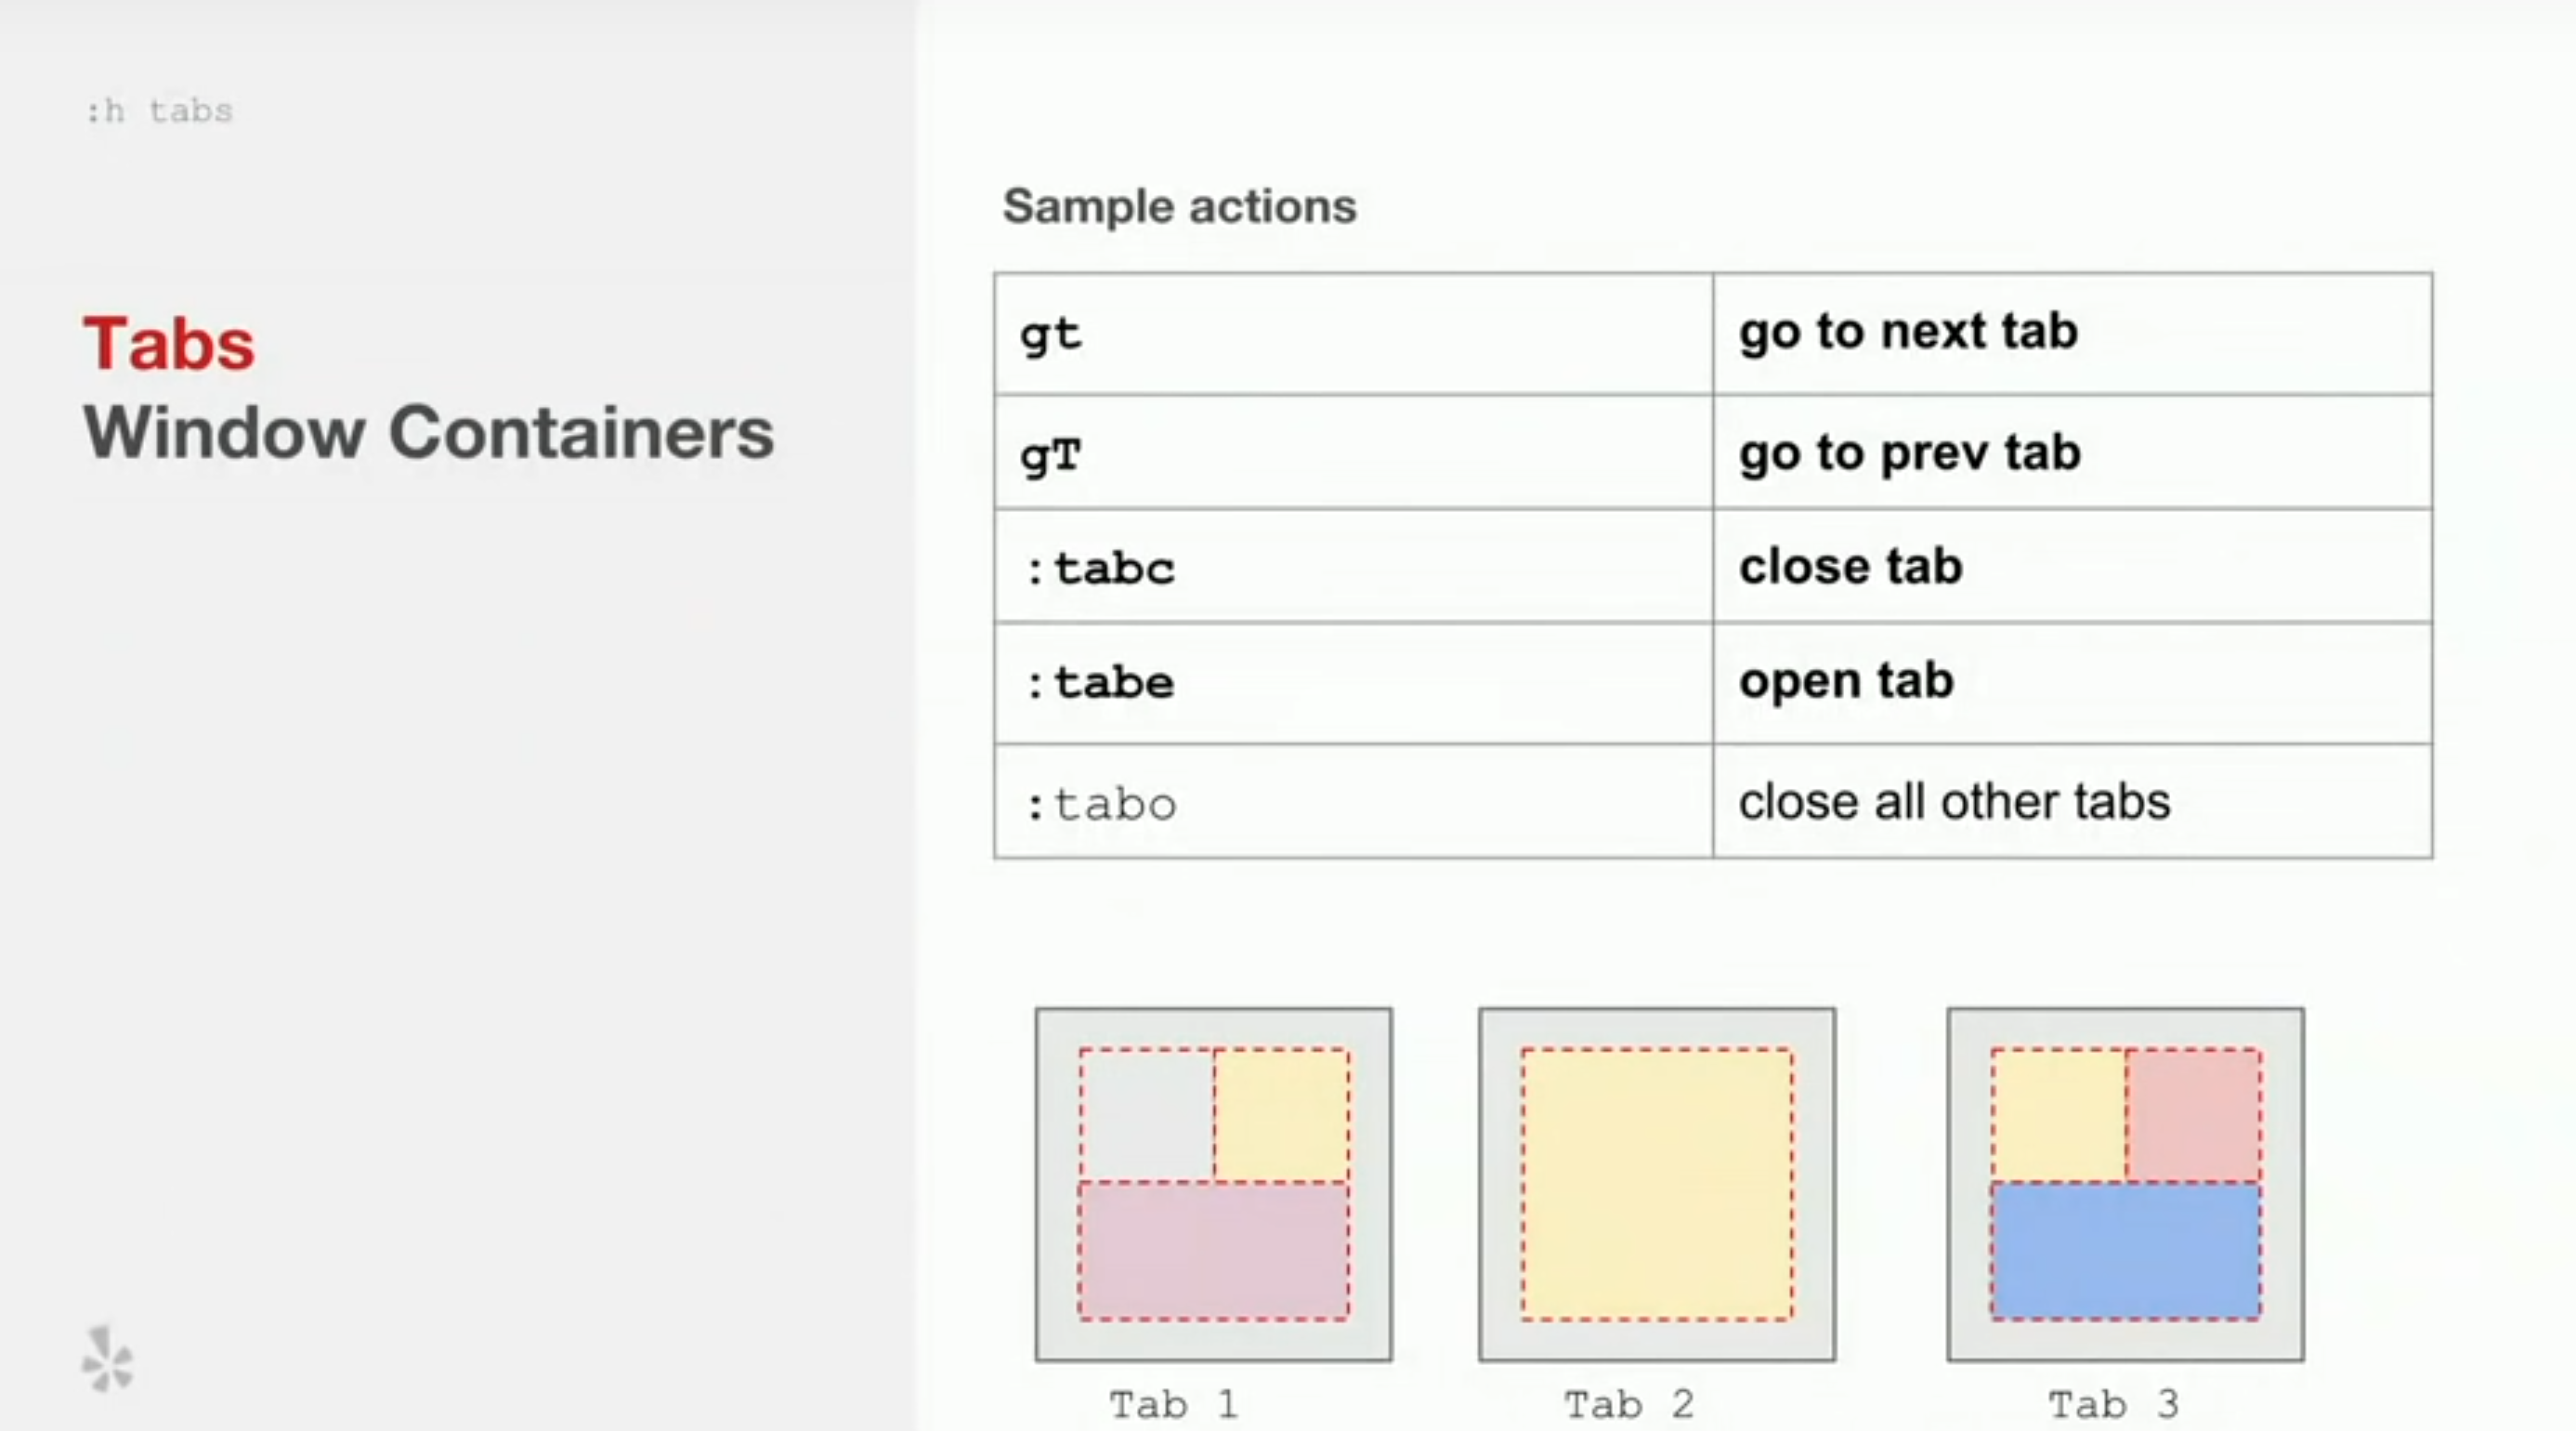 :h tabs
Tabs
Window Containers
Sample actions
gt go to next tab
gT go to prev tab
:tabc close tab
:tabe open tab
:tabo close all other tabs
Tab 1 Tab 2 Tab 3